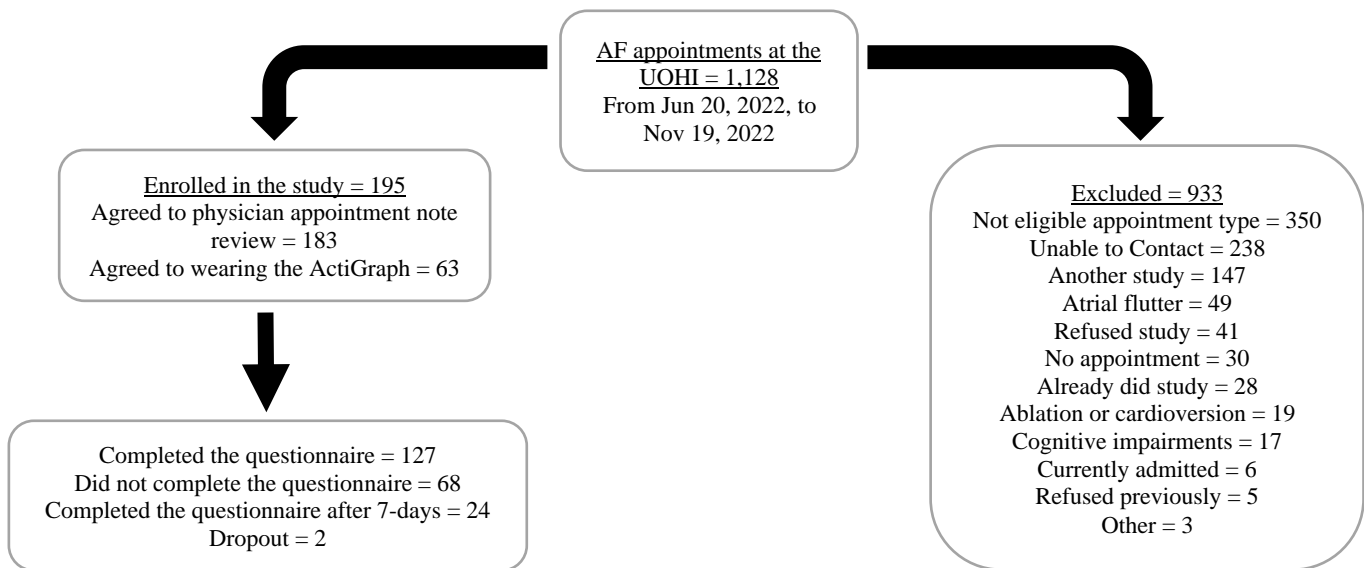 AF appointments at the
UOHI = 1,128
From Jun 20, 2022, to
Nov 19, 2022
Enrolled in the study = 195
Agreed to physician appointment note
review = 183
Agreed to wearing the ActiGraph = 63
Excluded = 933
Not eligible appointment type = 350
Unable to Contact = 238
Another study = 147
Atrial flutter = 49
Refused study = 41
No appointment = 30
Already did study = 28
Ablation or cardioversion = 19
Cognitive impairments = 17
Currently admitted = 6
Refused previously = 5
Other = 3
Completed the questionnaire = 127
Did not complete the questionnaire = 68
Completed the questionnaire after 7-days = 24
Dropout = 2